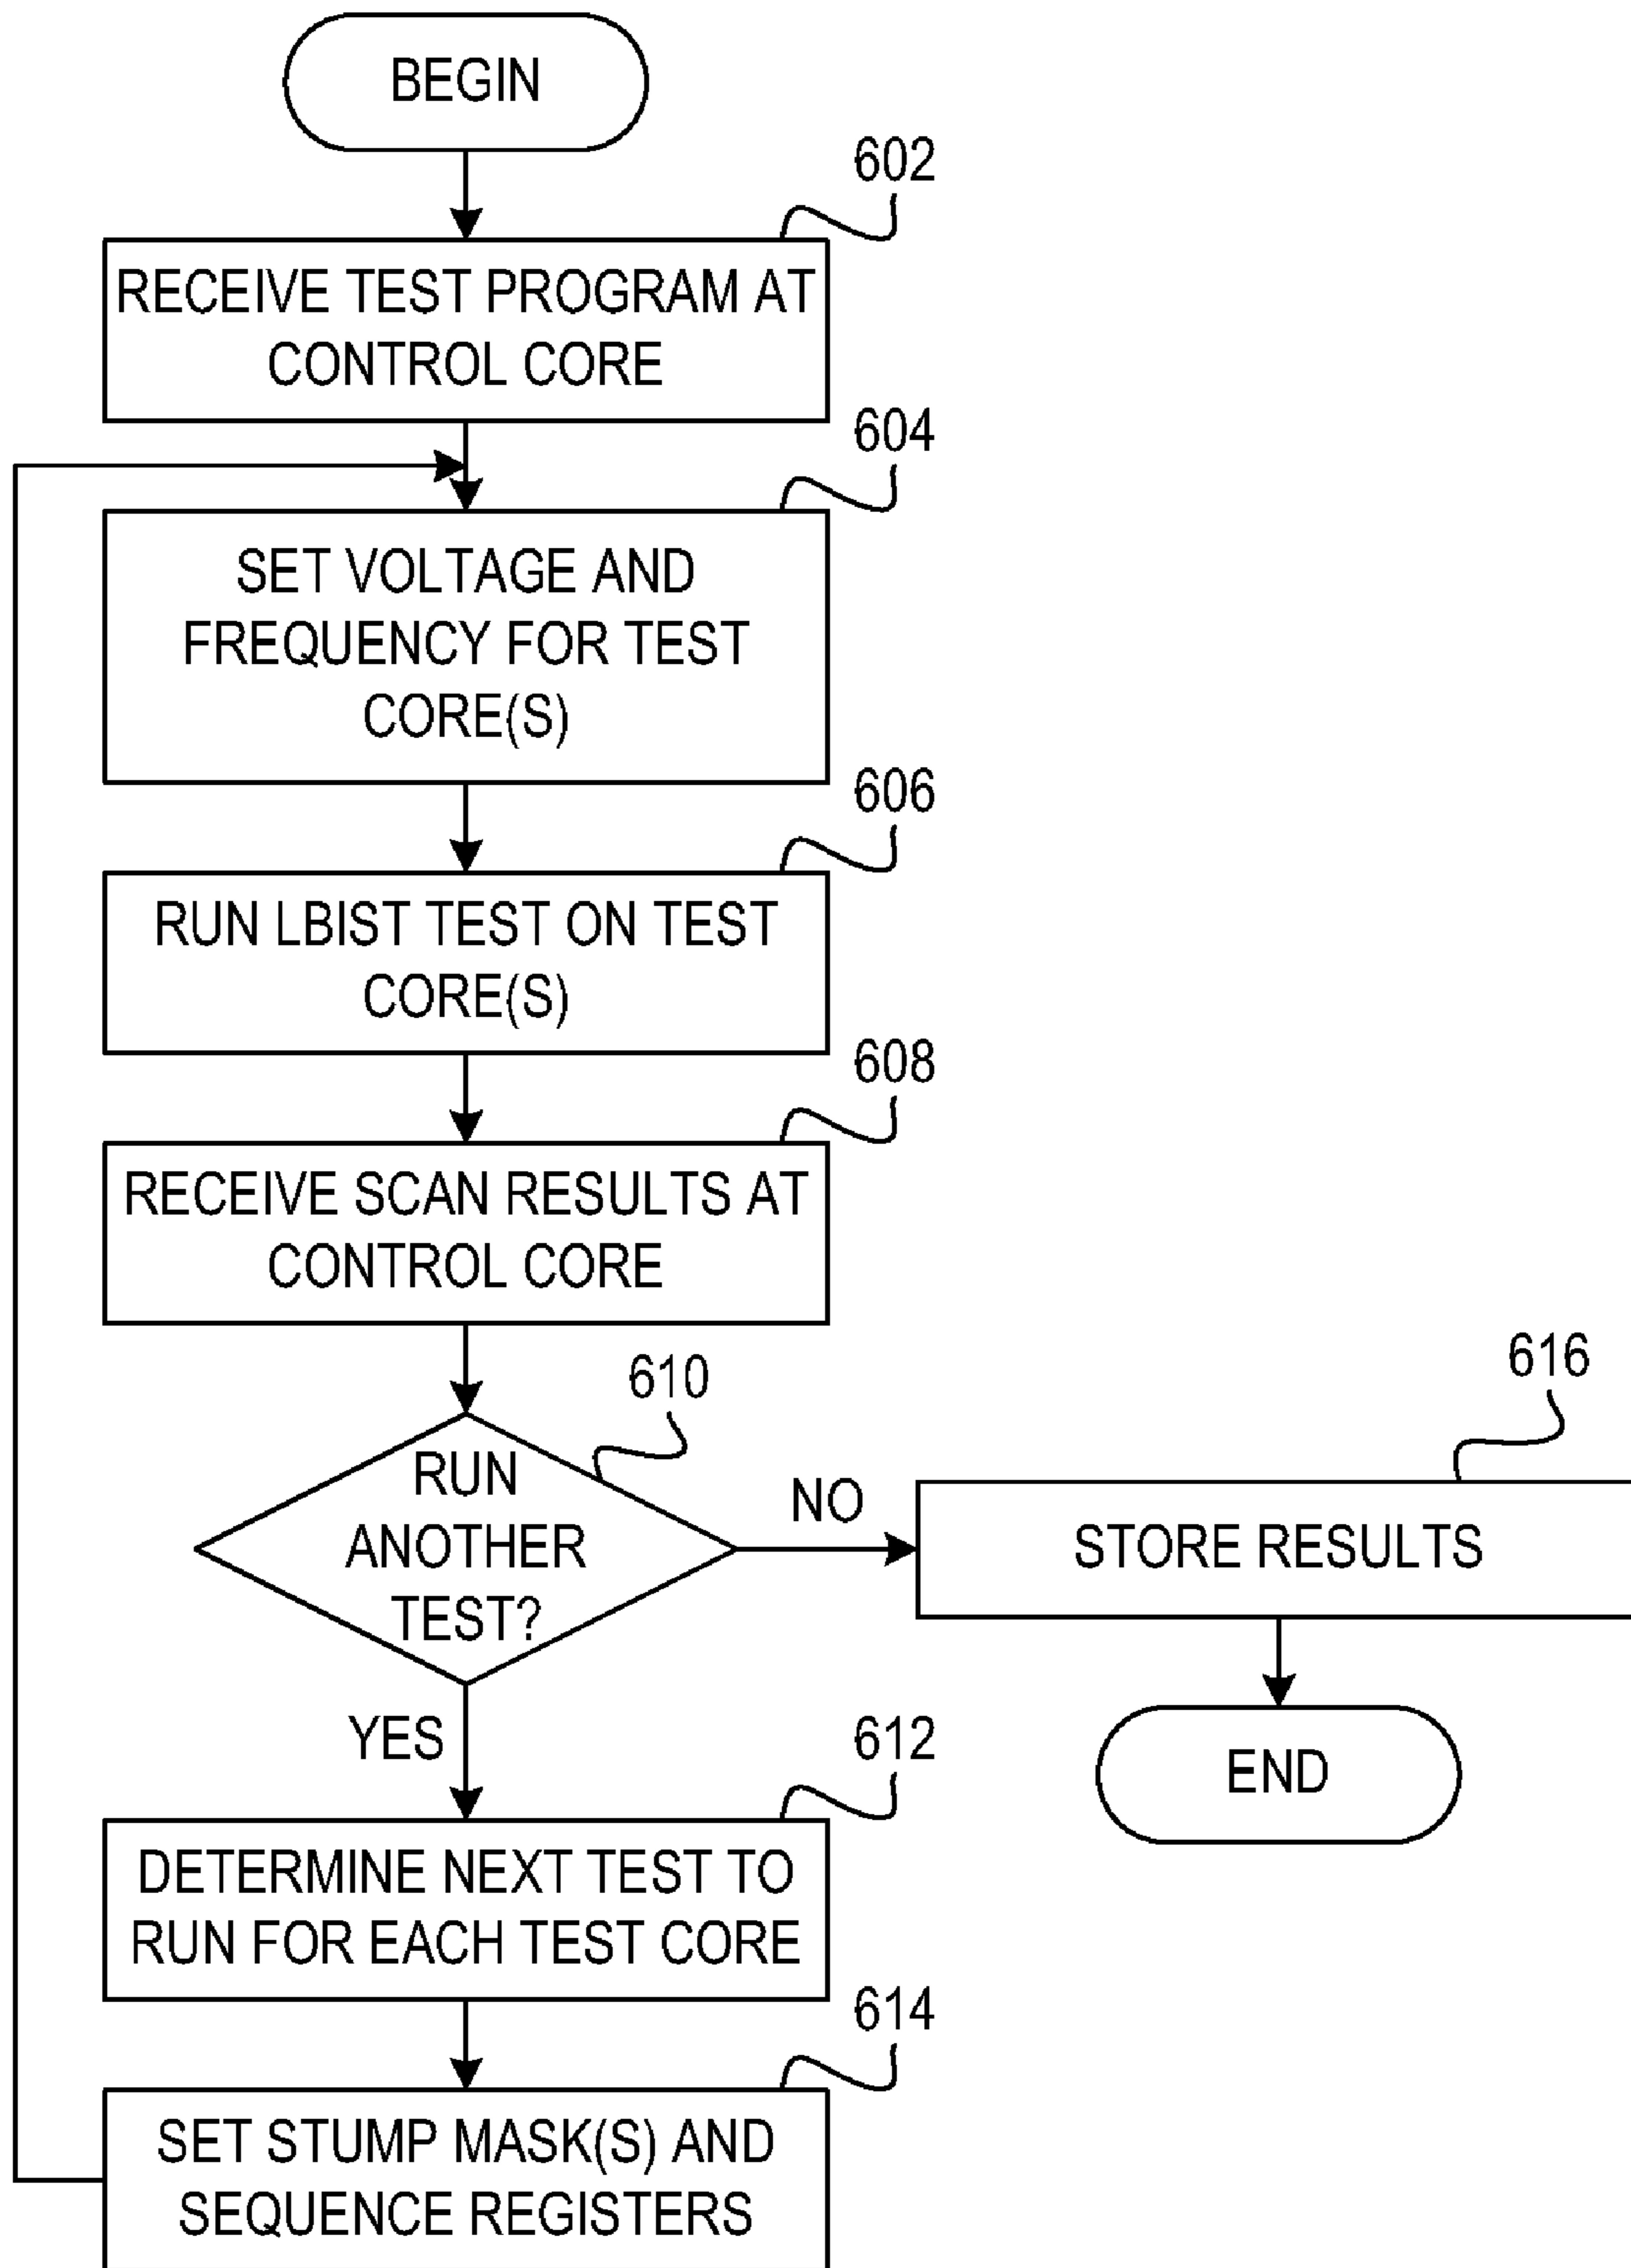 BEGIN
602
RECEIVE TEST PROGRAM AT
CONTROL CORE
604
SET VOLTAGE AND
FREQUENCY FOR TEST
CORE(S)
606
RUN LBIST TEST ON TEST
CORE(S)
608
RECEIVE SCAN RESULTS AT
CONTROL CORE
610
RUN
ANOTHER
TEST?
NO
616
STORE RESULTS
END
YES
612
DETERMINE NEXT TEST TO
RUN FOR EACH TEST CORE
614
SET STUMP MASK(S) AND
SEQUENCE REGISTERS